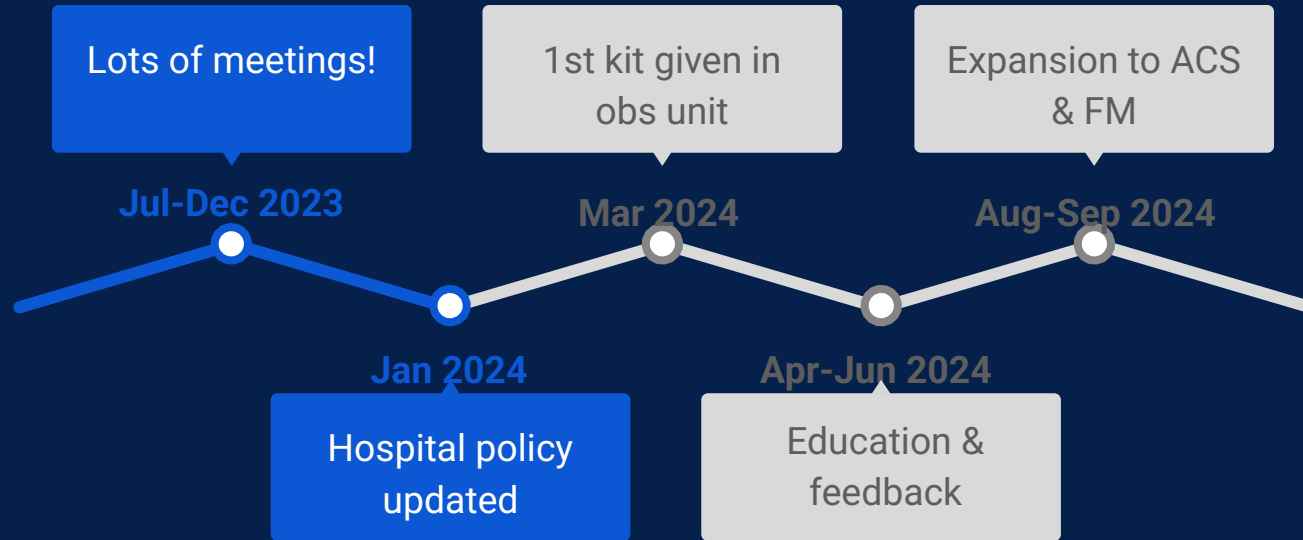 Lots of meetings!
Jul-Dec 2023
Jan 2024
Hospital policy
updated
1st kit given in
obs unit
Mar 2024
Apr-Jun 2024
Education &
feedback
Expansion to ACS
& FM
Aug-Sep 2024